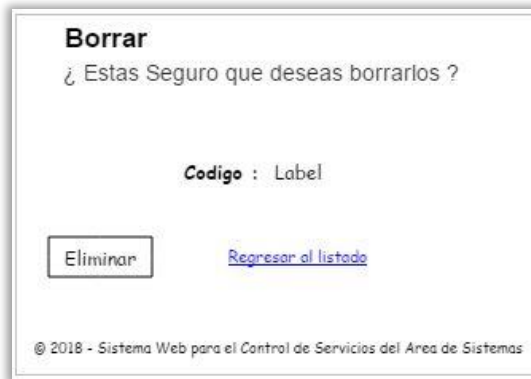 Borrar
¿ Estas Seguro que deseas borrarlos ?
Codigo : Label
Eliminar Regresar al listado
© 2018 - Sistema Web para el Control de Servicios del Area de Sistemas